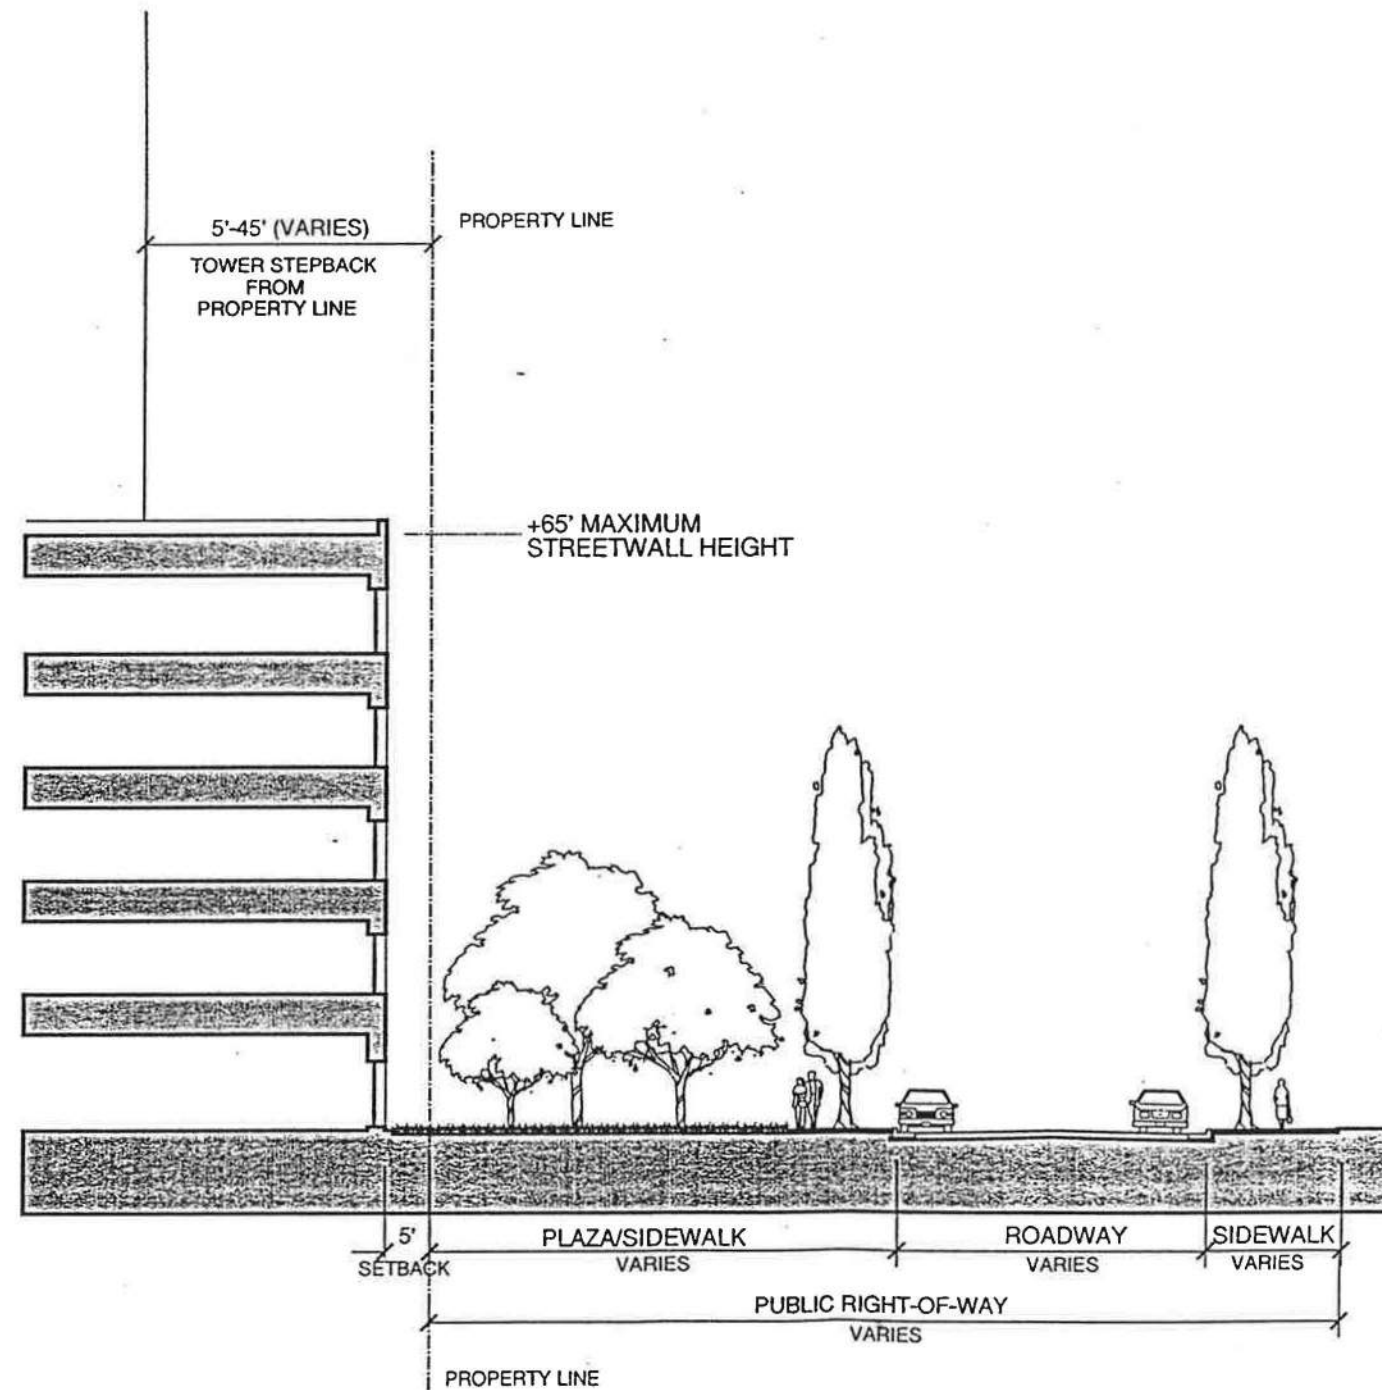 5'-45' (VARIES)
PROPERTY LINE
TOWER STEPBACK
FROM
PROPERTY LINE
+65' MAXIMUM
STREETWALL HEIGHT
5'
PLAZA/SIDEWALK
ROADWAY
SIDEWALK
SETBACK
VARIES
VARIES
VARIES
PUBLIC RIGHT-OF-WAY
VARIES
PROPERTY LINE